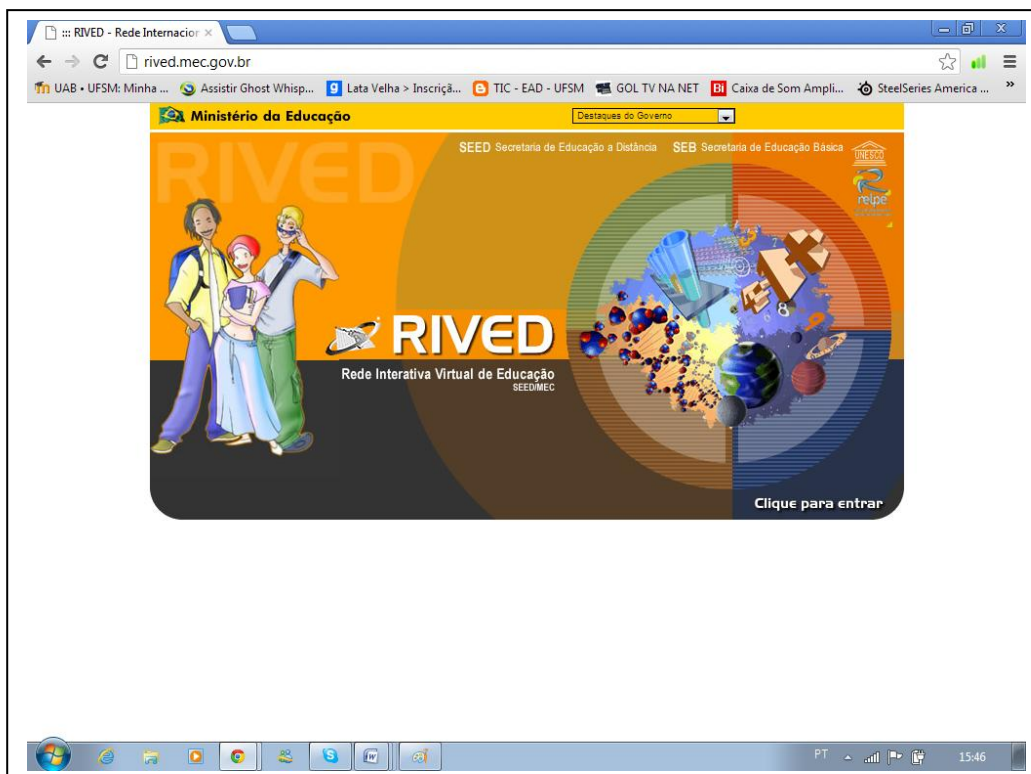 ::: RIVED - Rede Internacior
rived.mec.gov.br
UAB • UFSM: Minha ... Assistir Ghost Whisp... Lata Velha > Inscriçã... TIC - EAD - UFSM GOL TV NA NET Caixa de Som Ampli... SteelSeries America ... »
Ministério da Educação Destaques do Governo
RIVED
SEED Secretaria de Educação a Distância SEB Secretaria de Educação Básica
UNESCO
relpe
RIVED
Rede Interativa Virtual de Educação
SEED/MEC
Clique para entrar
PT 15:46